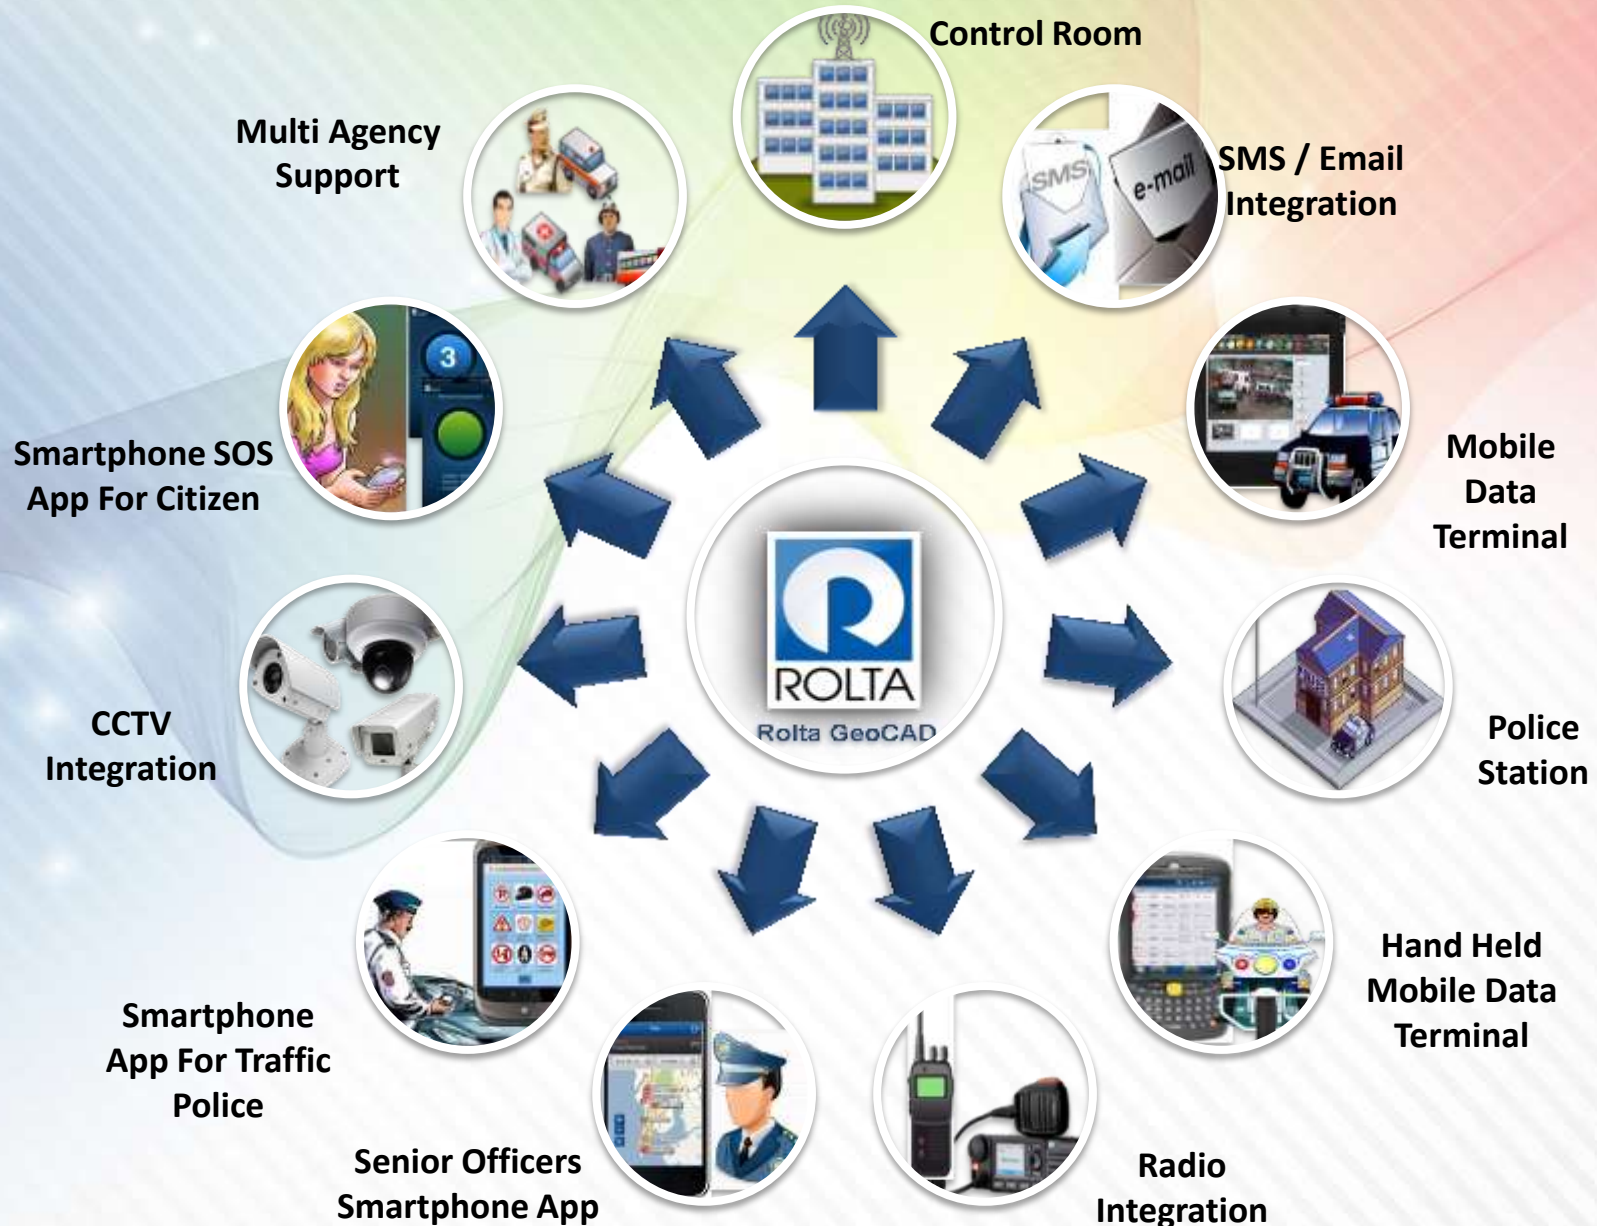 Control Room
Multi Agency
Support
SMS
e-mail
SMS / Email
Integration
3
Smartphone SOS
App For Citizen
Mobile
Data
Terminal
ROLTA
Rolta GeoCAD
CCTV
Integration
Police
Station
Smartphone
App For Traffic
Police
Hand Held
Mobile Data
Terminal
Senior Officers
Smartphone App
Radio
Integration